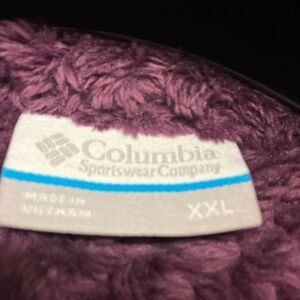 Columbia
Sportswear Company
MADE IN
VIETNAM
XXL